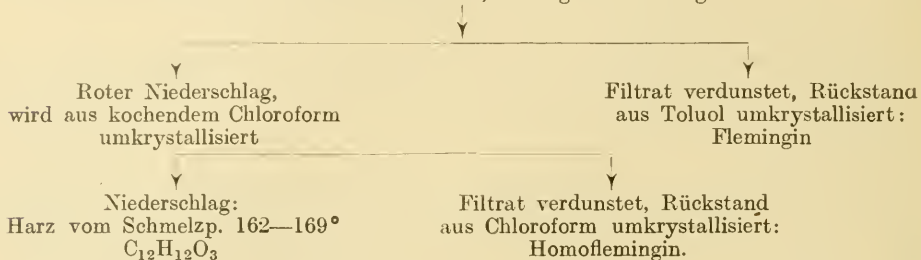 Roter Niederschlag,
wird aus kochendem Chloroform
umkrystallisiert
Filtrat verdunstet, Rückstand
aus Toluol umkrystallisiert:
Flemingin
Niederschlag:
Harz vom Schmelzp. 162—169°
C₁₂H₁₂O₃
Filtrat verdunstet, Rückstand
aus Chloroform umkrystallisiert:
Homoflemingin.